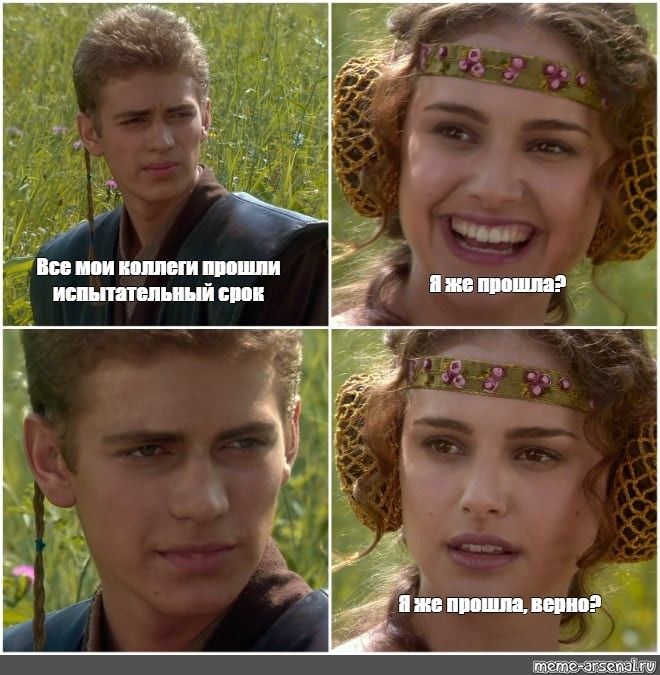 Все мои коллеги прошли
испытательный срок
Я же прошла?
Я же прошла, верно?
meme-arsenal.ru